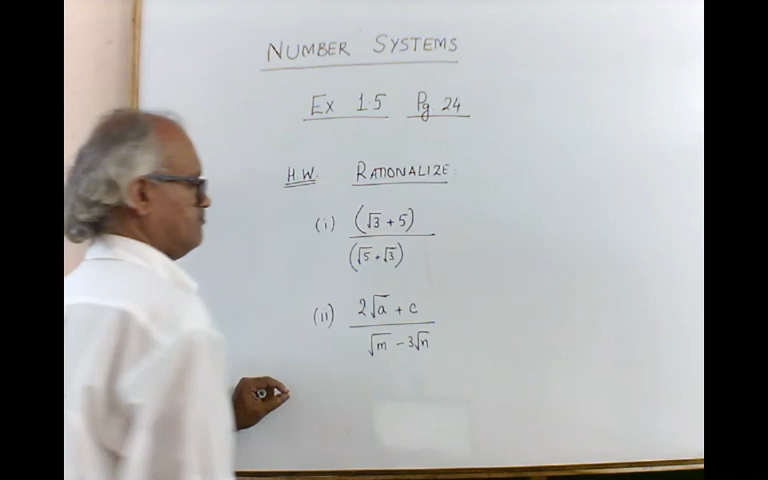 NUMBER SYSTEMS
Ex 1.5 Pg 24
H.W. RATIONALIZE:
(i) (√3 + 5)
(√5 + √3)
(ii) 2√a + c
√m - 3√n